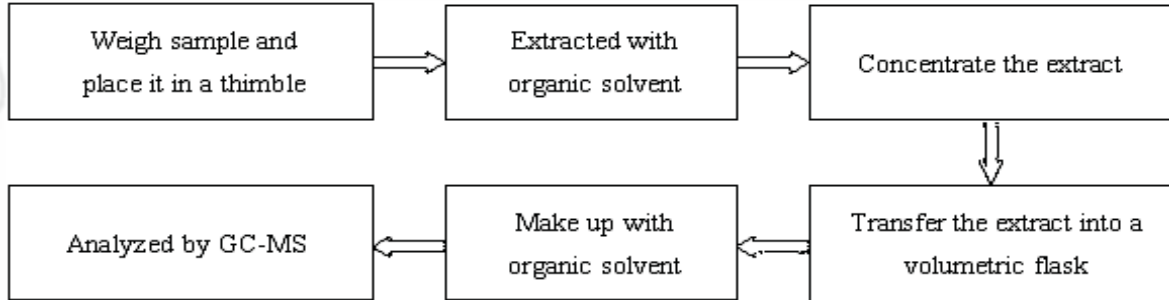 Weigh sample and
place it in a thimble
Extracted with
organic solvent
Concentrate the extract
Transfer the extract into a
volumetric flask
Make up with
organic solvent
Analyzed by GC-MS